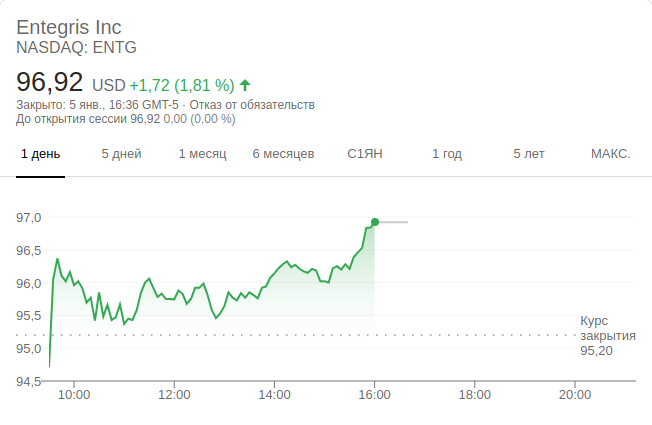 Entegris Inc
NASDAQ: ENTG
96,92 USD +1,72 (1,81 %)
Закрыто: 5 янв., 16:36 GMT-5 · Отказ от обязательств
До открытия сессии 96,92 0,00 (0,00 %)
1 день 5 дней 1 месяц 6 месяцев С1ЯН 1 год 5 лет МАКС.
97,0
96,5
96,0
95,5
Курс
закрытия
95,20
95,0
94,5
10:00 12:00 14:00 16:00 18:00 20:00